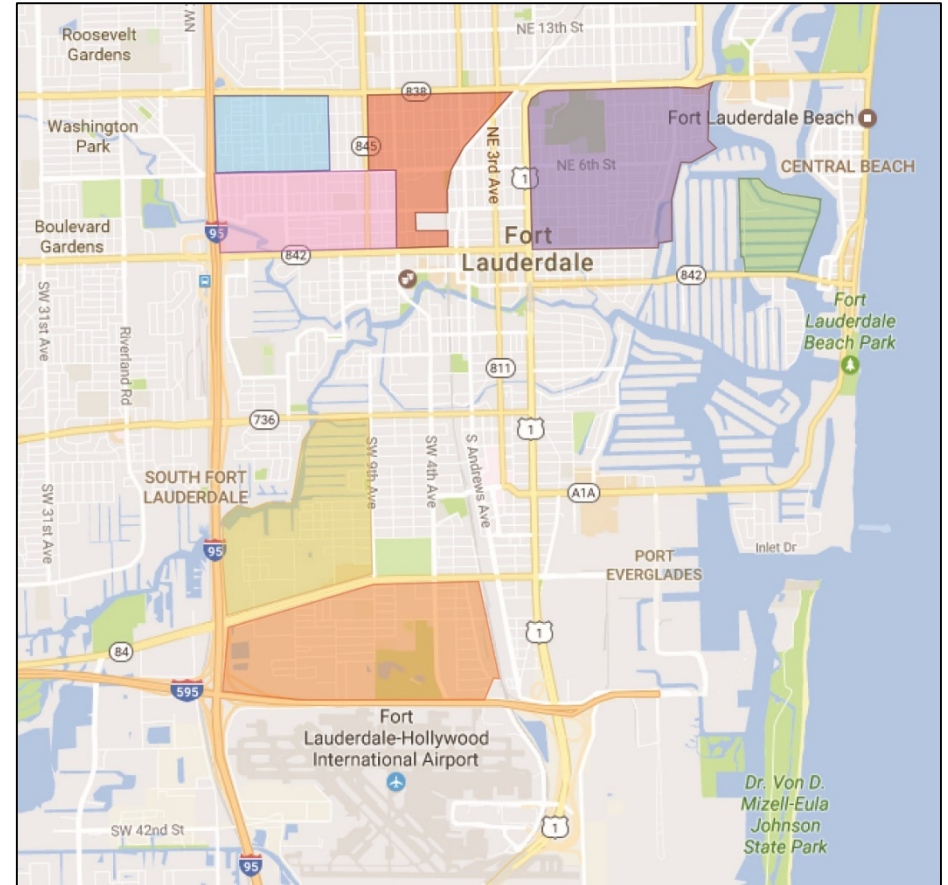 Roosevelt
Gardens
NW
NE 13th St
838
Washington
Park
845
NE 3rd Ave
1
NE 6th St
Fort Lauderdale Beach
CENTRAL BEACH
Boulevard
Gardens
95
842
Fort
Lauderdale
842
SW 31st Ave
Riverland Rd
Fort
Lauderdale
Beach Park
811
736
1
SW 9th Ave
SW 4th Ave
S Andrews Ave
SOUTH FORT
LAUDERDALE
A1A
SW 31st Ave
95
Inlet Dr
PORT
EVERGLADES
1
84
595
Fort
Lauderdale-Hollywood
International Airport
Dr. Von D.
Mizell-Eula
Johnson
State Park
SW 42nd St
1
95